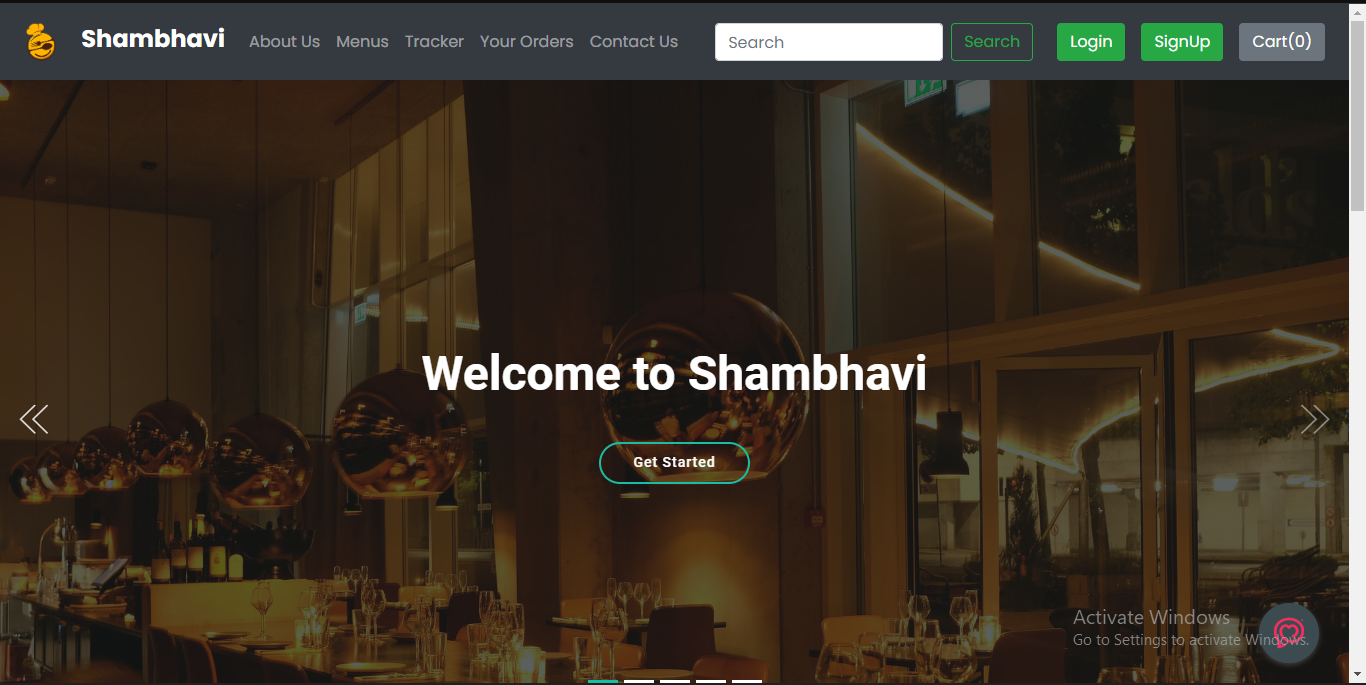 Shambhavi
About Us
Menus
Tracker
Your Orders
Contact Us
Search
Search
Login
SignUp
Cart(0)
Welcome to Shambhavi
Get Started
Activate Windows
Go to Settings to activate Windows.